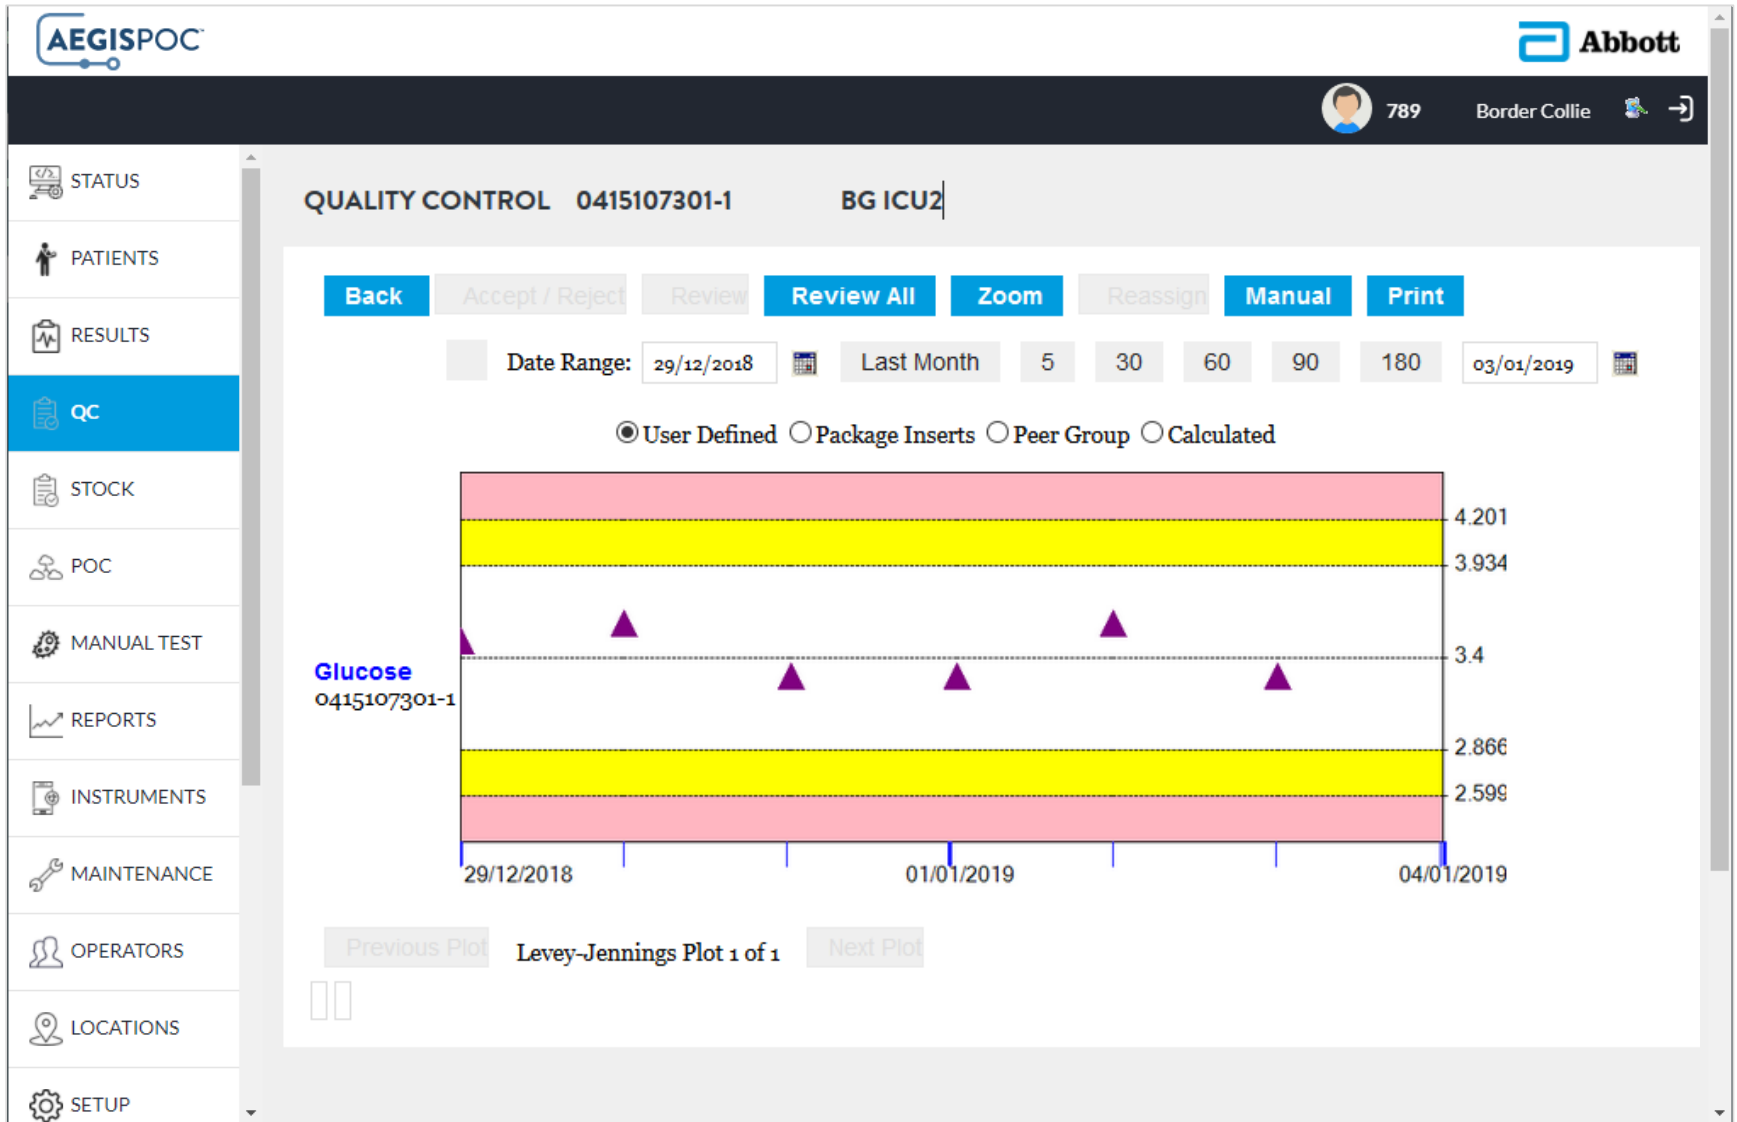 AEGISPOC
Abbott
789 Border Collie
STATUS
PATIENTS
RESULTS
QC
STOCK
POC
MANUAL TEST
REPORTS
INSTRUMENTS
MAINTENANCE
OPERATORS
LOCATIONS
SETUP
QUALITY CONTROL 0415107301-1 BG ICU2
Back Accept / Reject Review Review All Zoom Reassign Manual Print
Date Range: 29/12/2018 Last Month 5 30 60 90 180 03/01/2019
User Defined Package Inserts Peer Group Calculated
4.201
3.934
3.4
Glucose
0415107301-1
2.866
2.599
29/12/2018 01/01/2019 04/01/2019
Previous Plot Levey-Jennings Plot 1 of 1 Next Plot